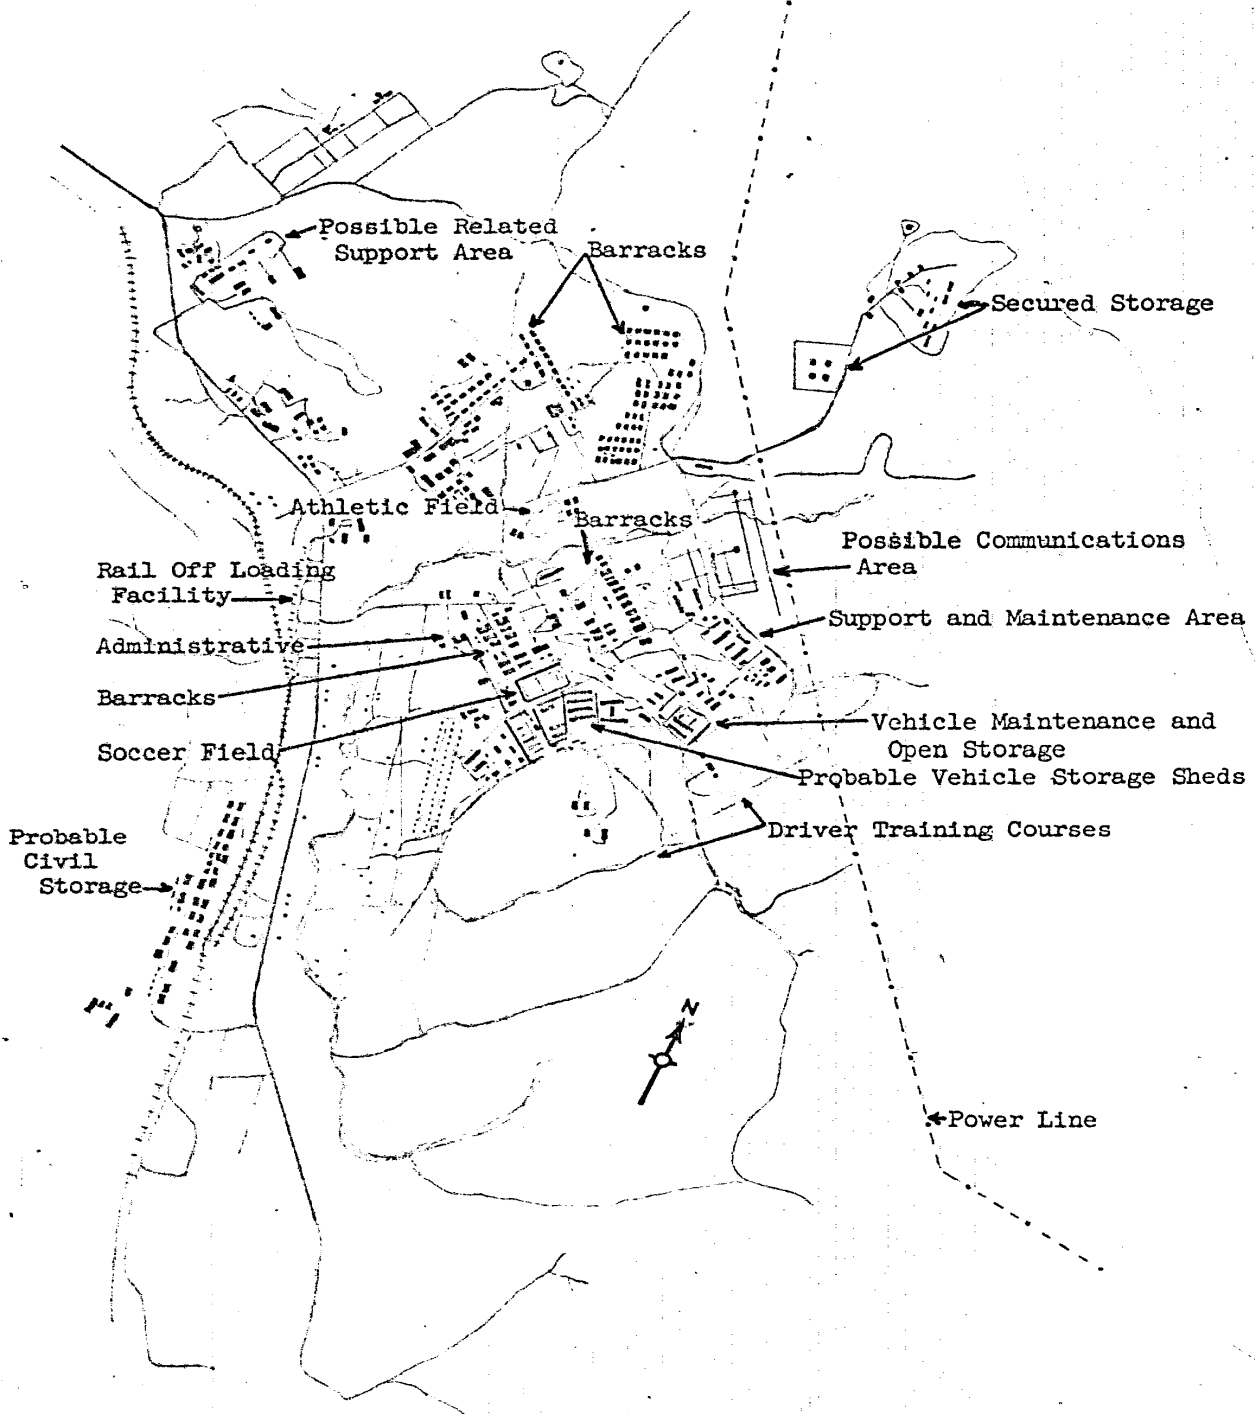 Possible Related
Support Area
Barracks
Secured Storage
Athletic Field
Barracks
Possible Communications
Area
Rail Off Loading
Facility
Support and Maintenance Area
Administrative
Barracks
Vehicle Maintenance and
Open Storage
Soccer Field
Probable Vehicle Storage Sheds
Driver Training Courses
Probable
Civil
Storage
N
Power Line